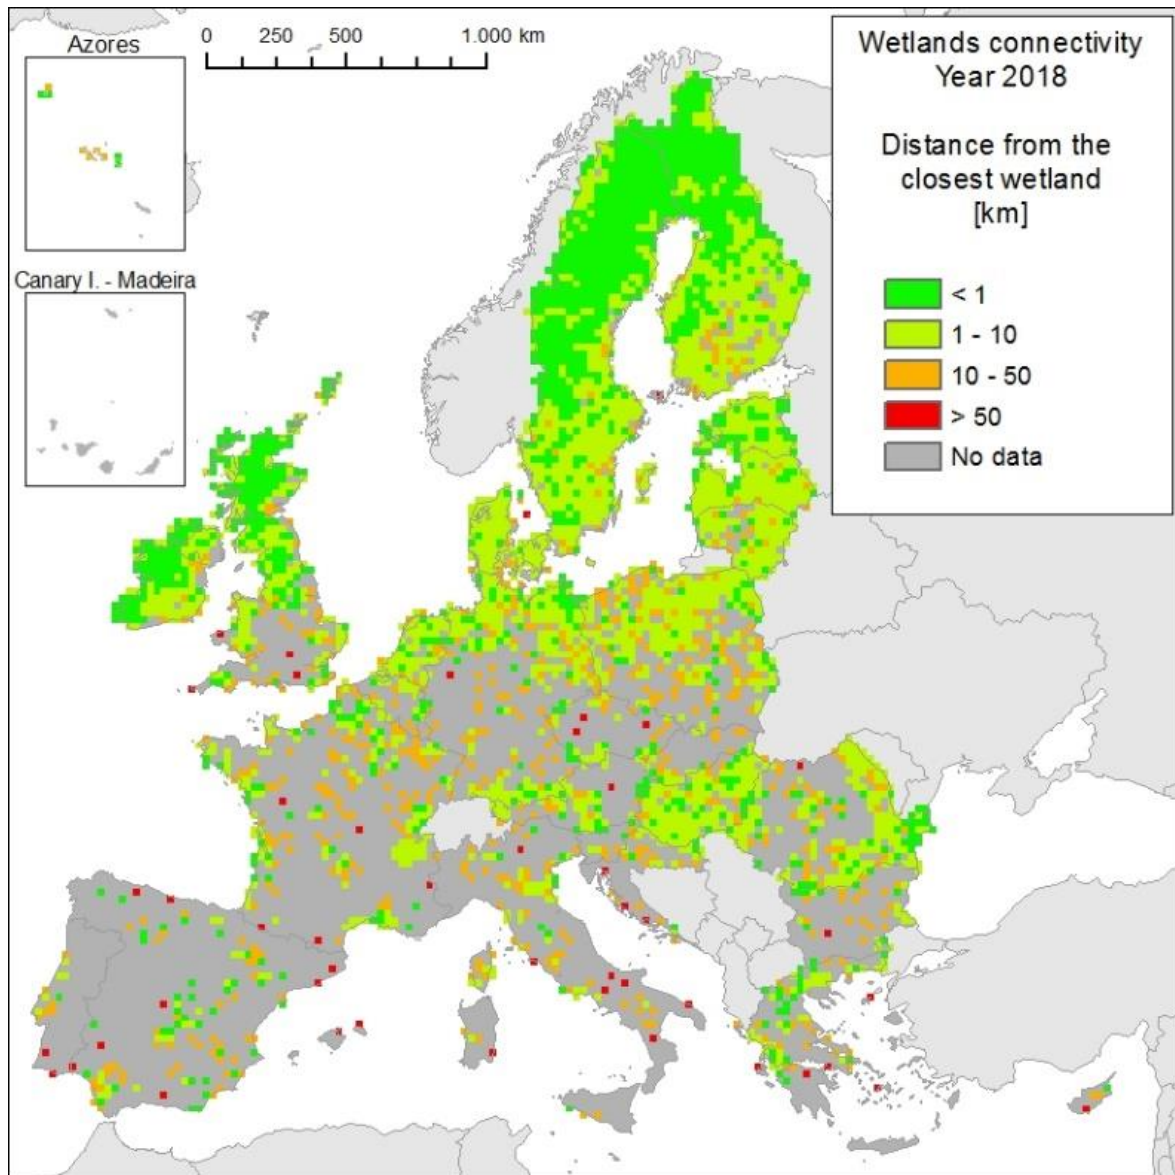 Azores
0 250 500 1.000 km
Canary I. - Madeira
Wetlands connectivity
Year 2018
Distance from the
closest wetland
[km]
< 1
1 - 10
10 - 50
> 50
No data